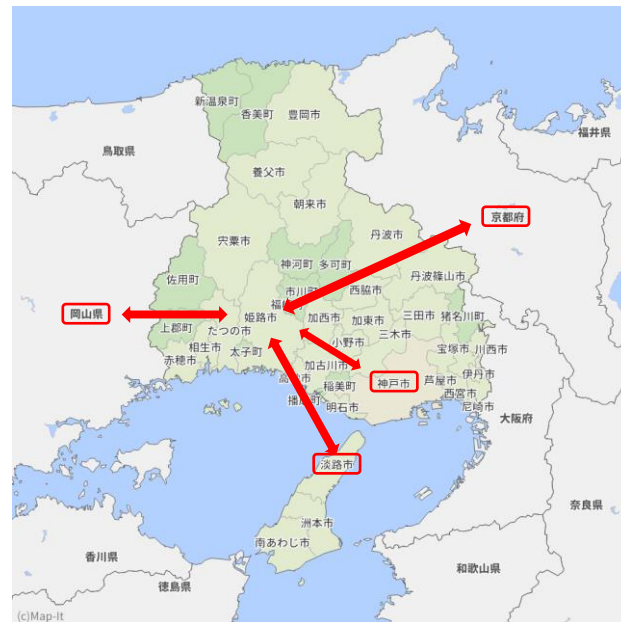 新温泉町
香美町
豊岡市
鳥取県
福井県
養父市
朝来市
京都府
宍粟市
丹波市
神河町
多可町
佐用町
丹波篠山市
市川町
西脇市
岡山県
姫路市
福崎
加西市
加東市
三田市
猪名川町
上郡町
たつの市
小野市
三木市
相生市
太子町
宝塚市
川西市
赤穂市
加古川市
高砂市
稲美町
神戸市
芦屋市
伊丹市
西宮市
播磨町
明石市
尼崎市
大阪府
淡路市
奈良県
洲本市
南あわじ市
香川県
徳島県
和歌山県
(c)Map-It